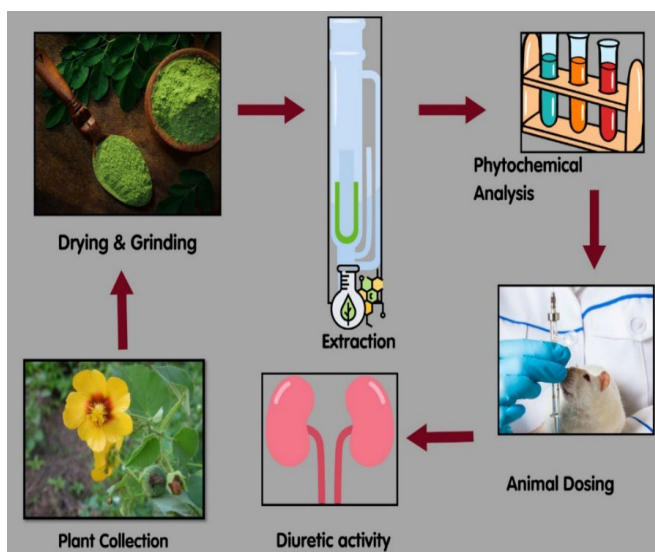 Drying & Grinding
Extraction
Phytochemical
Analysis
Animal Dosing
Diuretic activity
Plant Collection